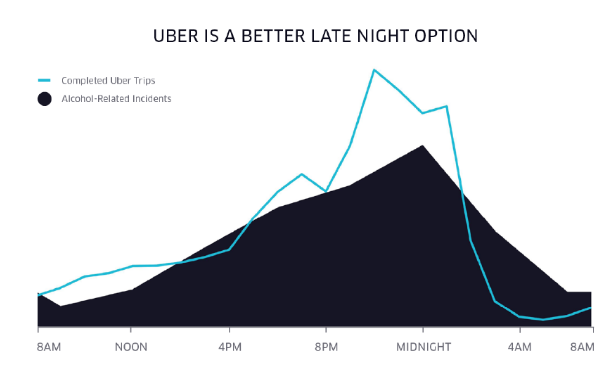 UBER IS A BETTER LATE NIGHT OPTION
Completed Uber Trips
Alcohol-Related Incidents
8AM NOON 4PM 8PM MIDNIGHT 4AM 8AM